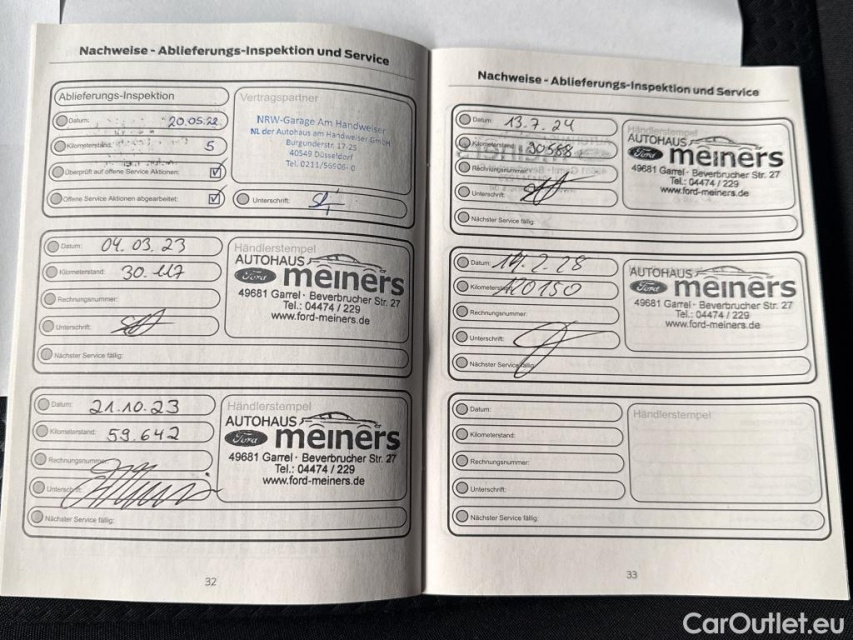 Nachweise - Ablieferungs-Inspektion und Service
Ablieferungs-Inspektion
Datum: 20.05.22
Kilometerstand: 5
Überprüft auf offene Service Aktionen: ☑
Offene Service Aktionen abgearbeitet: ☑
Vertragspartner
NRW-Garage Am Handweiser
NL der Autohaus am Handweiser GmbH
Burgunderstr. 17-25
40549 Düsseldorf
Tel. 0211/56506-0
Unterschrift:
Datum: 04.03.23
Kilometerstand: 30.117
Rechnungsnummer:
Unterschrift:
Nächster Service fällig:
Händlerstempel
AUTOHAUS
Ford meiners
49681 Garrel · Beverbrucher Str. 27
Tel.: 04474 / 229
www.ford-meiners.de
Datum: 21.10.23
Kilometerstand: 59.642
Rechnungsnummer:
Unterschrift:
Nächster Service fällig:
Händlerstempel
AUTOHAUS
Ford meiners
49681 Garrel · Beverbrucher Str. 27
Tel.: 04474 / 229
www.ford-meiners.de
32
Nachweise - Ablieferungs-Inspektion und Service
Datum: 13.7.24
Kilometerstand: 90568
Rechnungsnummer:
Unterschrift:
Nächster Service fällig:
Händlerstempel
AUTOHAUS
Ford meiners
49681 Garrel · Beverbrucher Str. 27
Tel.: 04474 / 229
www.ford-meiners.de
Datum:
Kilometerstand: 120150
Rechnungsnummer:
Unterschrift:
Nächster Service fällig:
Händlerstempel
AUTOHAUS
Ford meiners
49681 Garrel · Beverbrucher Str. 27
Tel.: 04474 / 229
www.ford-meiners.de
Datum:
Kilometerstand:
Rechnungsnummer:
Unterschrift:
Nächster Service fällig:
Händlerstempel
33
CarOutlet.eu